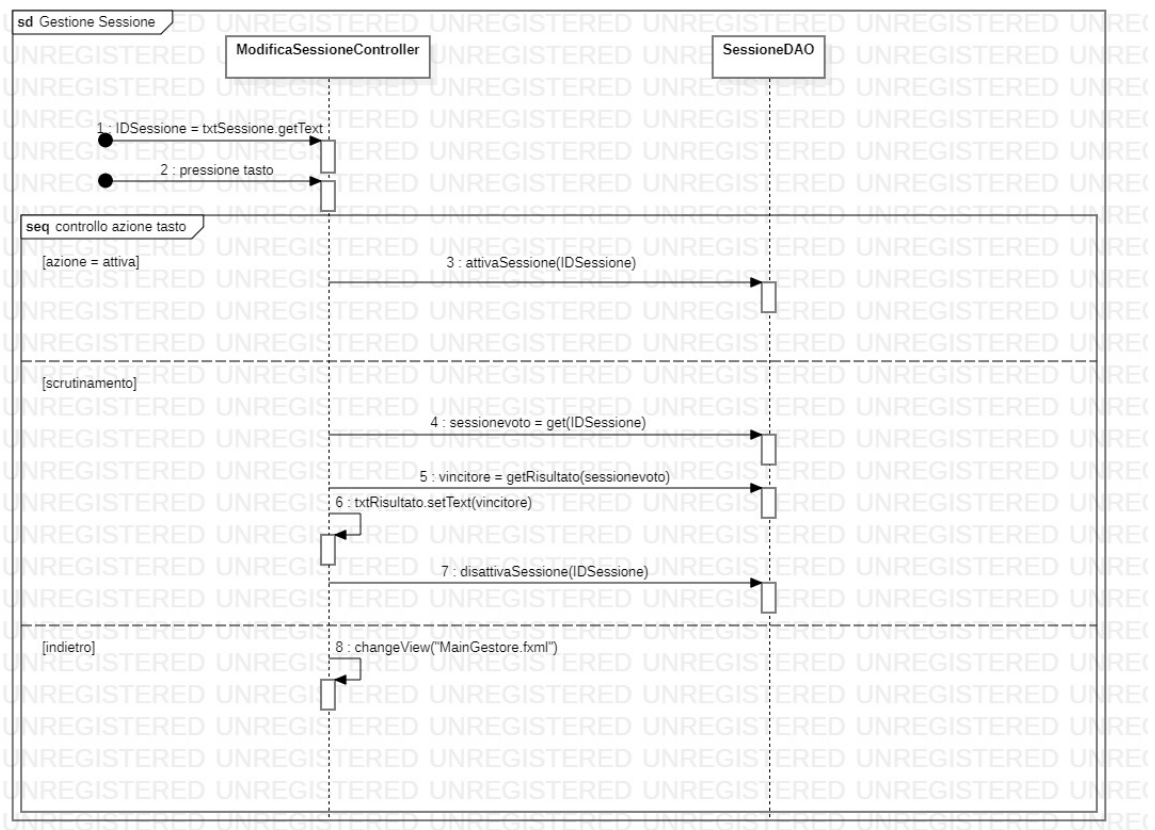 sd Gestione Sessione
ModificaSessioneController
SessioneDAO
1 : IDSessione = txtSessione.getText
2 : pressione tasto
seq controllo azione tasto
[azione = attiva]
3 : attivaSessione(IDSessione)
[scrutinamento]
4 : sessionevoto = get(IDSessione)
5 : vincitore = getRisultato(sessionevoto)
6 : txtRisultato.setText(vincitore)
7 : disattivaSessione(IDSessione)
[indietro]
8 : changeView("MainGestore.fxml")
UNREGISTERED